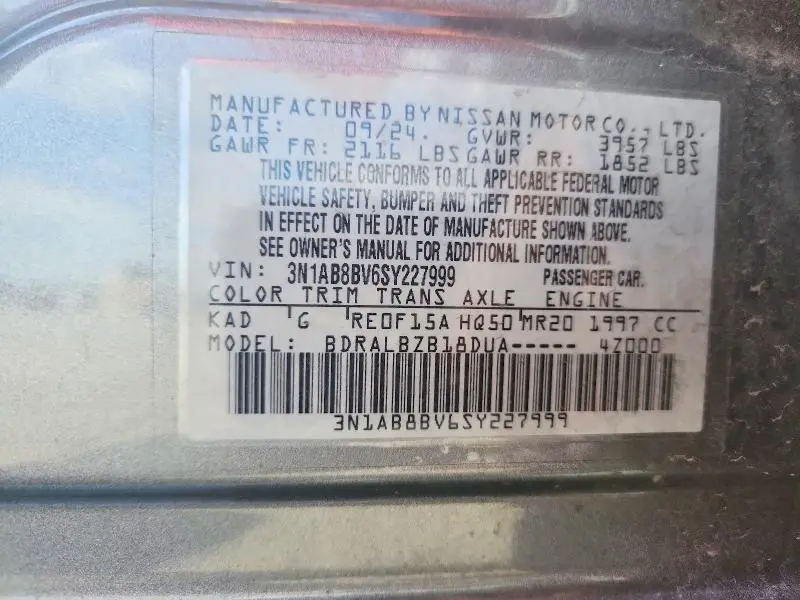 MANUFACTURED BY NISSAN MOTOR CO., LTD.
DATE: 09/24. GVWR: 3957 LBS
GAWR FR: 2116 LBS GAWR RR: 1852 LBS
THIS VEHICLE CONFORMS TO ALL APPLICABLE FEDERAL MOTOR
VEHICLE SAFETY, BUMPER AND THEFT PREVENTION STANDARDS
IN EFFECT ON THE DATE OF MANUFACTURE SHOWN ABOVE.
SEE OWNER'S MANUAL FOR ADDITIONAL INFORMATION.
VIN: 3N1AB8BV6SY227999 PASSENGER CAR.
COLOR TRIM TRANS AXLE ENGINE
KAD G RE0F15A HQ50 MR20 1997 CC
MODEL: BDRALBZB18DUA----- 4Z000
3N1AB8BV6SY227999